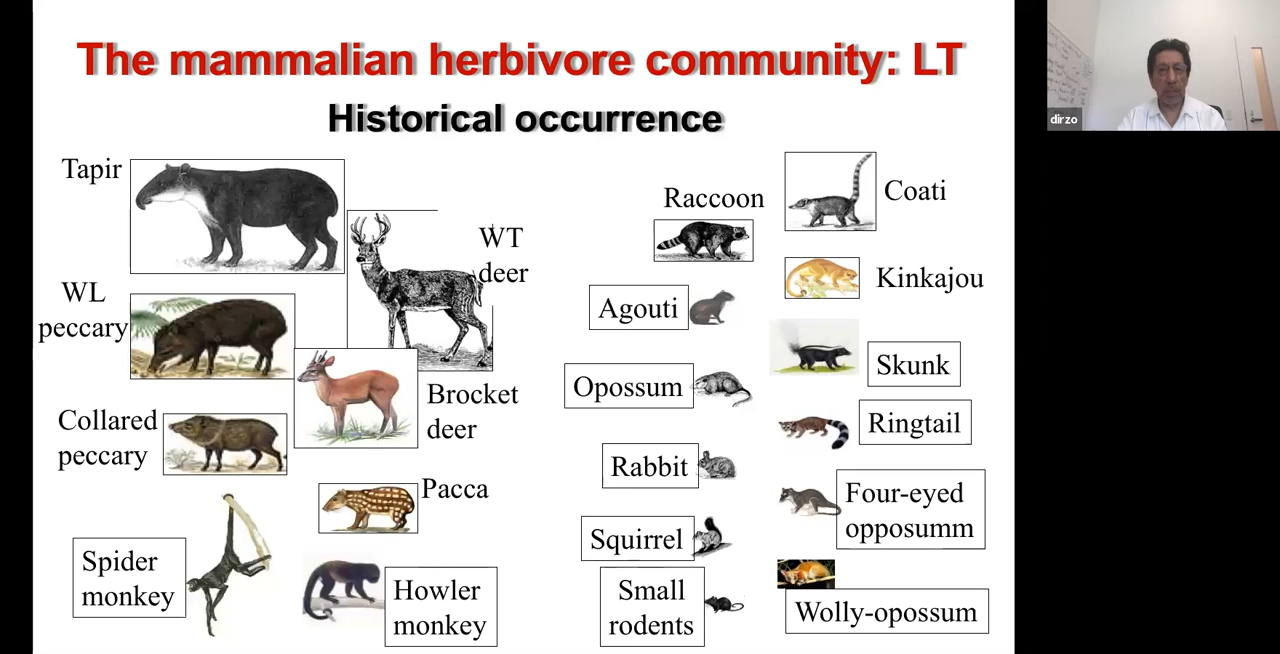 The mammalian herbivore community: LT
Historical occurrence
Tapir
WT
deer
WL
peccary
Brocket
deer
Collared
peccary
Pacca
Spider
monkey
Howler
monkey
Raccoon
Coati
Kinkajou
Agouti
Skunk
Opossum
Ringtail
Rabbit
Four-eyed
opposumm
Squirrel
Small
rodents
Wolly-opossum
dirzo